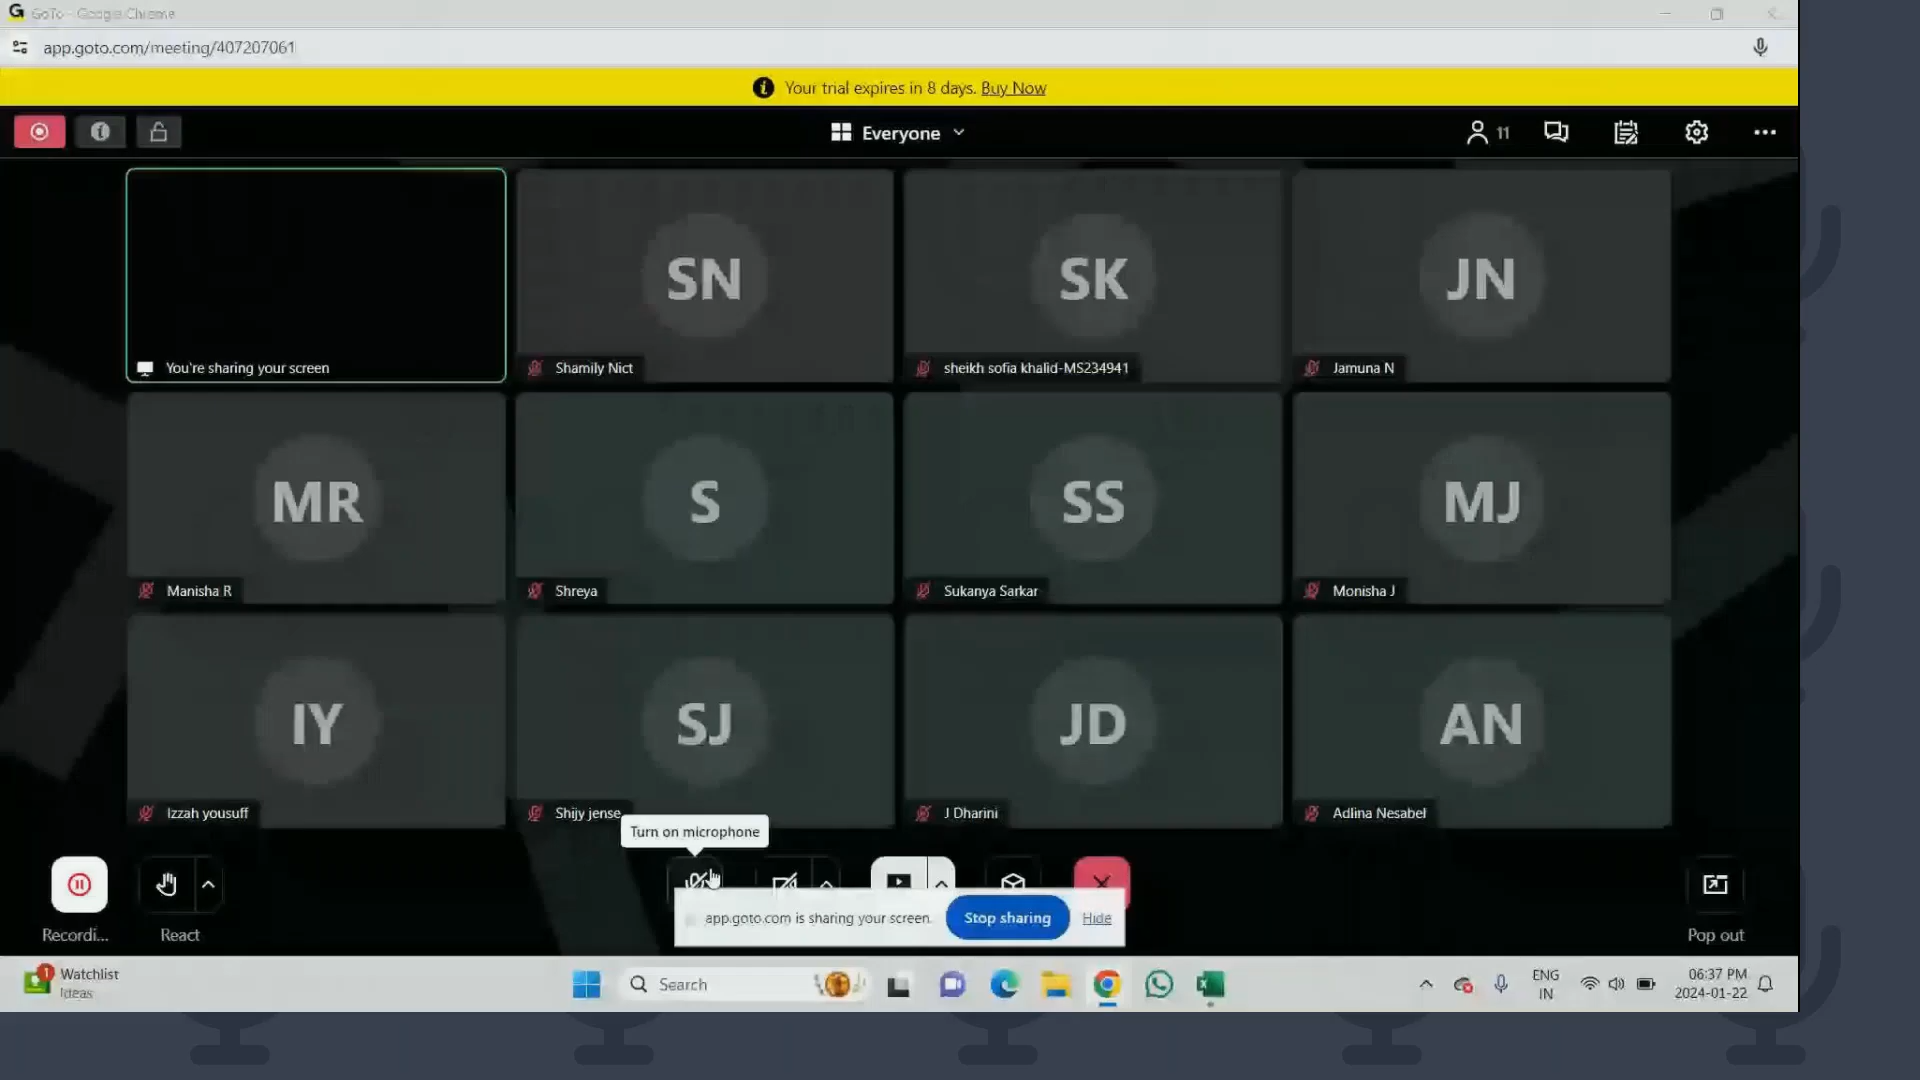 GoTo - Google Chrome
app.goto.com/meeting/407207061
Your trial expires in 8 days. Buy Now
Everyone
11
You're sharing your screen
SN
Shamily Nict
SK
sheikh sofia khalid-MS234941
JN
Jamuna N
MR
Manisha R
S
Shreya
SS
Sukanya Sarkar
MJ
Monisha J
IY
Izzah yousuff
SJ
Shijy jense
JD
J Dharini
AN
Adlina Nesabel
Turn on microphone
app.goto.com is sharing your screen.
Stop sharing
Hide
Recordi...
React
Pop out
1
Watchlist
Ideas
Search
ENG
IN
06:37 PM
2024-01-22